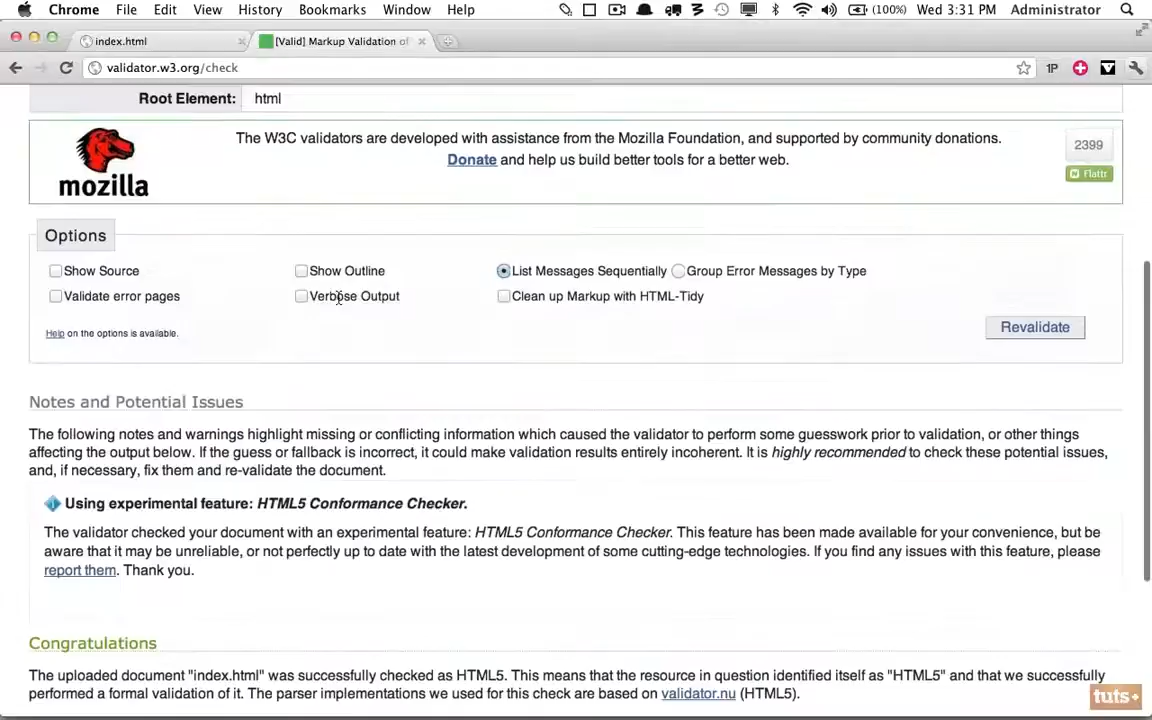 Chrome File Edit View History Bookmarks Window Help (100%) Wed 3:31 PM Administrator
index.html [Valid] Markup Validation of
validator.w3.org/check 1P
Root Element: html
The W3C validators are developed with assistance from the Mozilla Foundation, and supported by community donations.
Donate and help us build better tools for a better web.
mozilla
2399
Flattr
Options
Show Source Show Outline List Messages Sequentially Group Error Messages by Type
Validate error pages Verbose Output Clean up Markup with HTML-Tidy
Help on the options is available.
Revalidate
Notes and Potential Issues
The following notes and warnings highlight missing or conflicting information which caused the validator to perform some guesswork prior to validation, or other things
affecting the output below. If the guess or fallback is incorrect, it could make validation results entirely incoherent. It is highly recommended to check these potential issues,
and, if necessary, fix them and re-validate the document.
Using experimental feature: HTML5 Conformance Checker.
The validator checked your document with an experimental feature: HTML5 Conformance Checker. This feature has been made available for your convenience, but be
aware that it may be unreliable, or not perfectly up to date with the latest development of some cutting-edge technologies. If you find any issues with this feature, please
report them. Thank you.
Congratulations
The uploaded document "index.html" was successfully checked as HTML5. This means that the resource in question identified itself as "HTML5" and that we successfully
performed a formal validation of it. The parser implementations we used for this check are based on validator.nu (HTML5).
tuts+